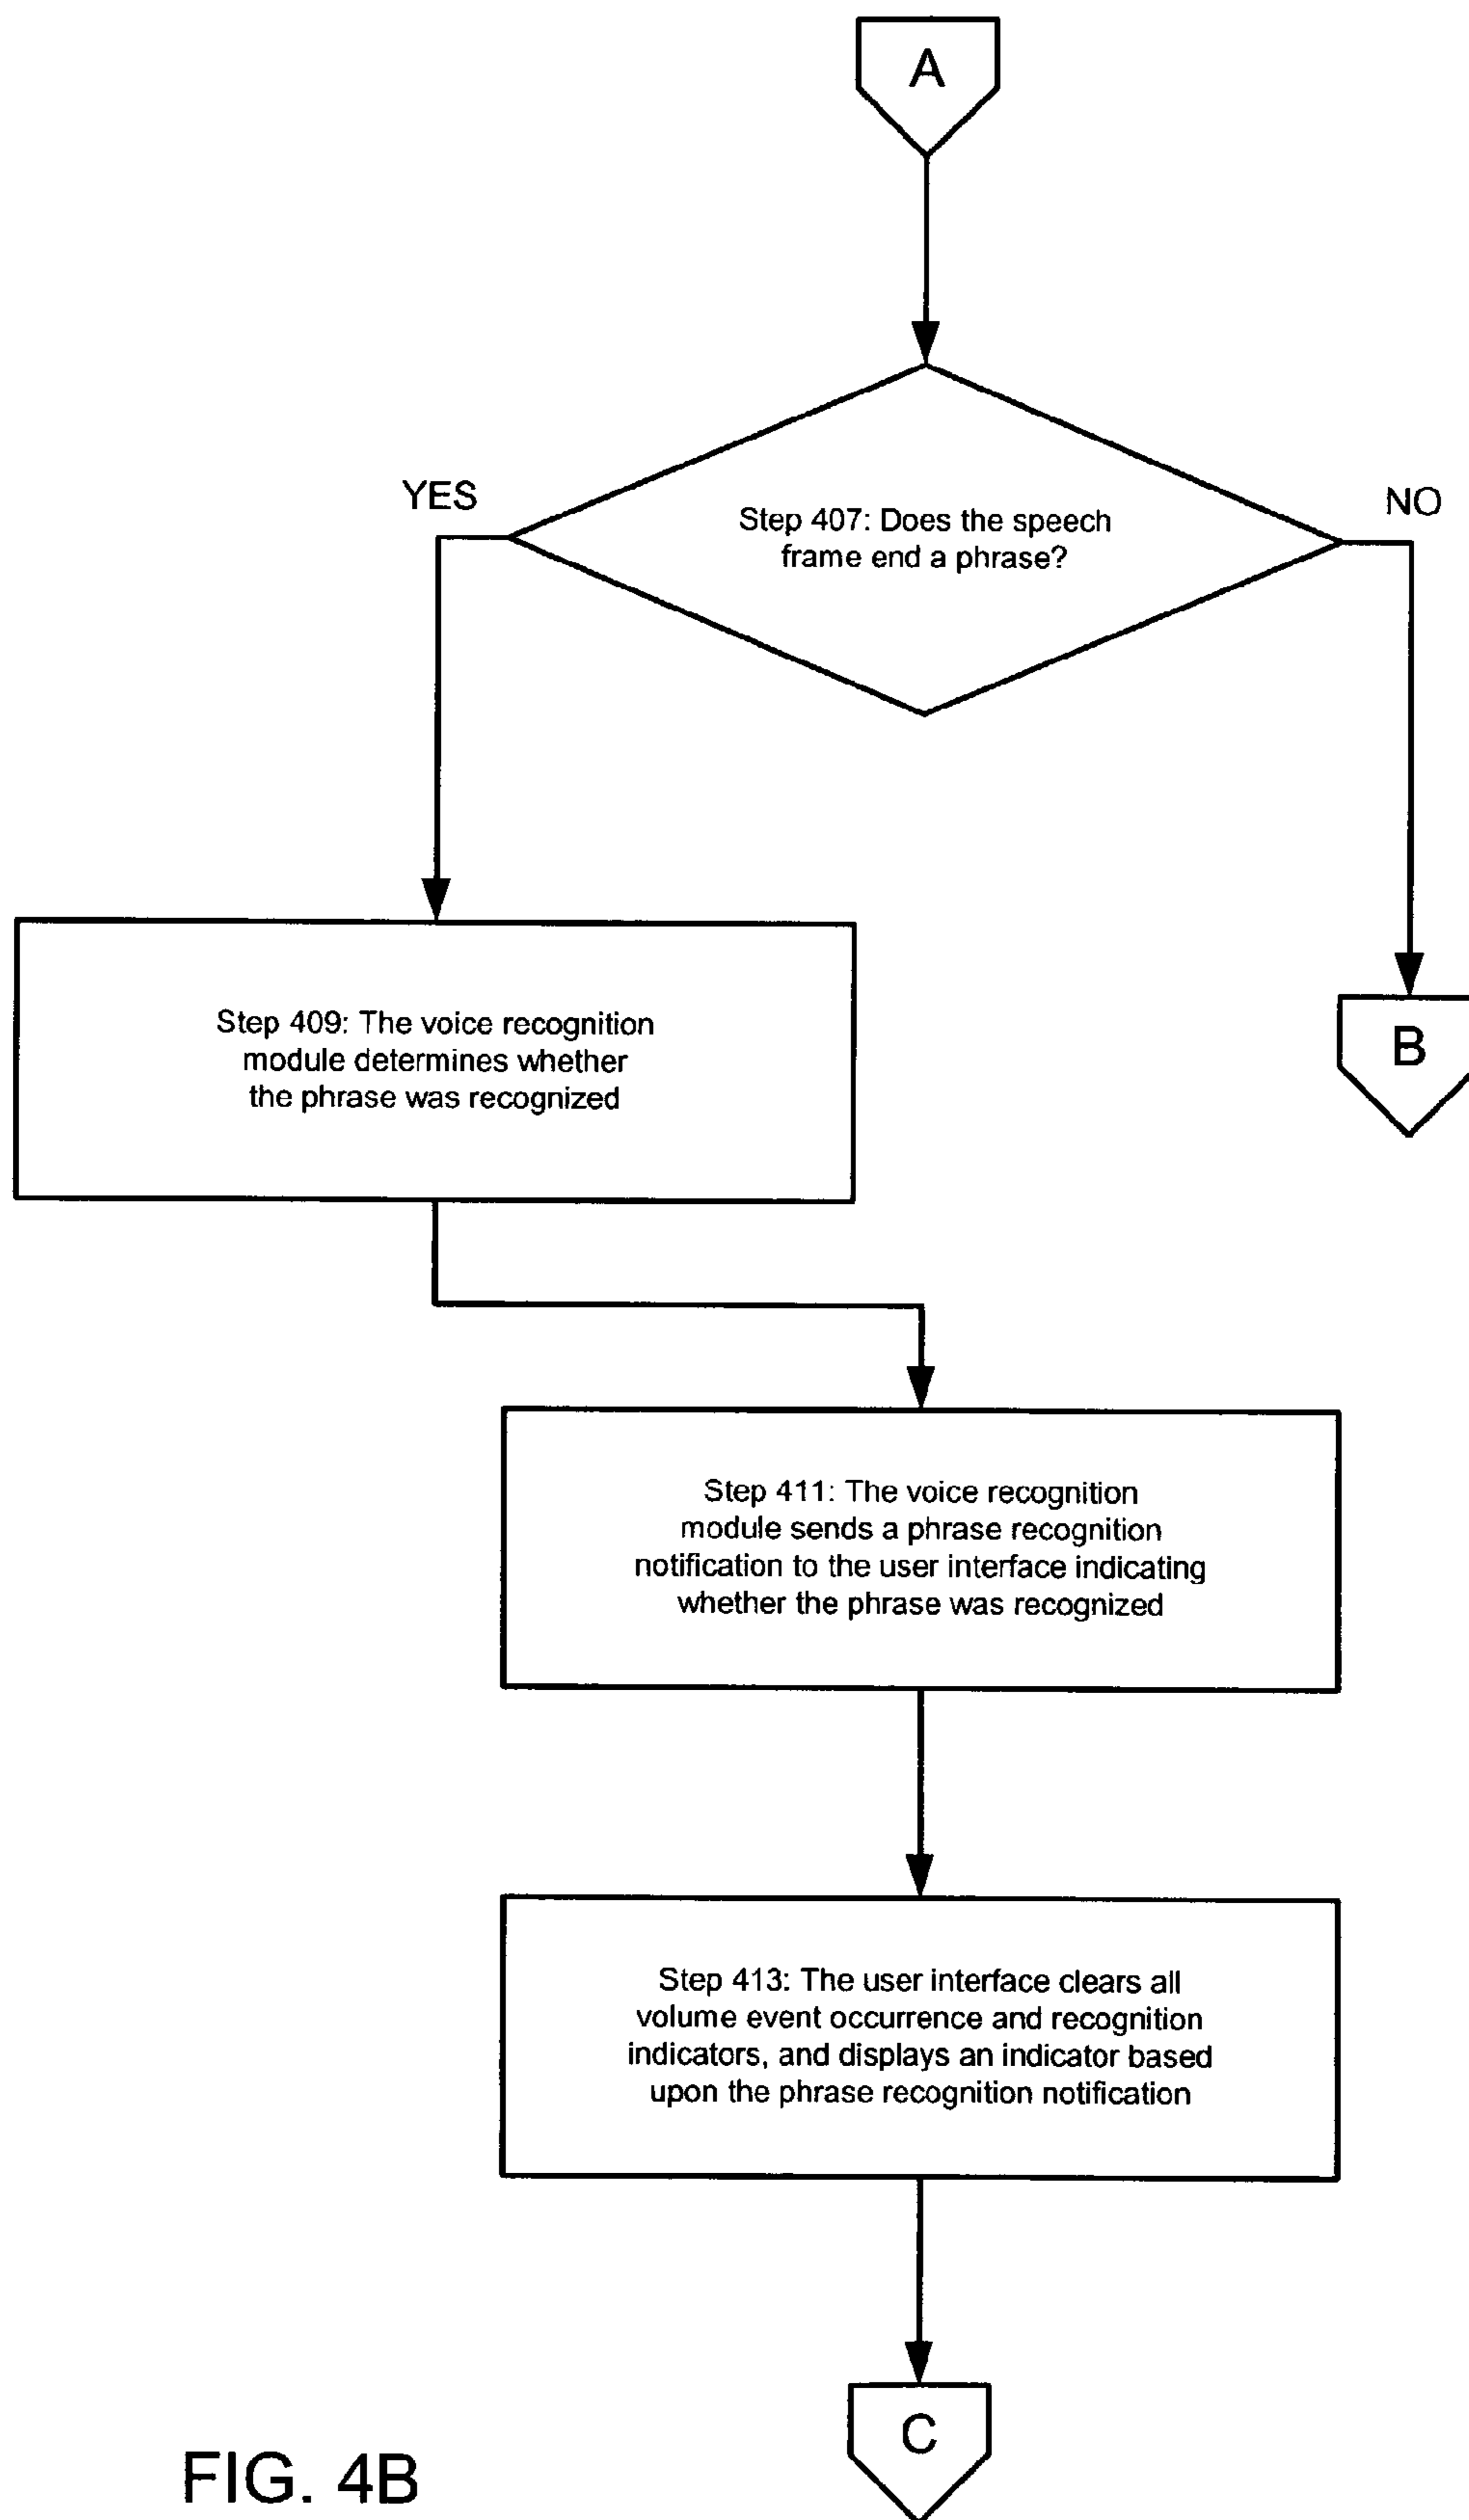 A
YES
NO
Step 407: Does the speech
frame end a phrase?
Step 409: The voice recognition
module determines whether
the phrase was recognized
B
Step 411: The voice recognition
module sends a phrase recognition
notification to the user interface indicating
whether the phrase was recognized
Step 413: The user interface clears all
volume event occurrence and recognition
indicators, and displays an indicator based
upon the phrase recognition notification
C
FIG. 4B